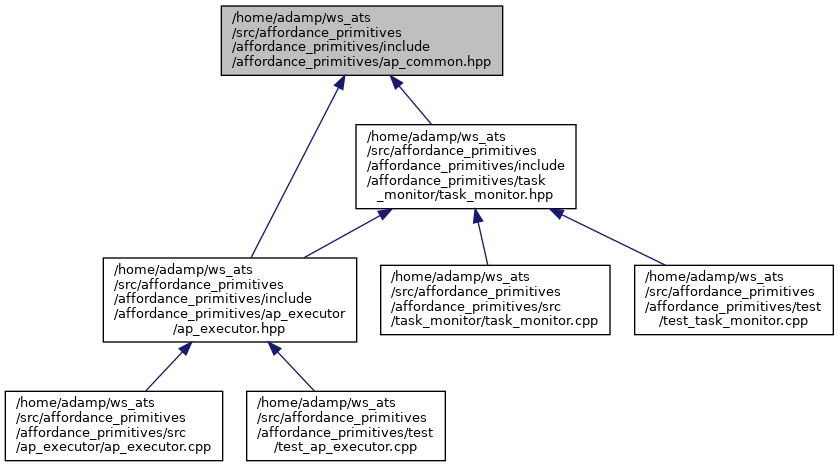 /home/adamp/ws_ats
/src/affordance_primitives
/affordance_primitives/include
/affordance_primitives/ap_common.hpp
/home/adamp/ws_ats
/src/affordance_primitives
/affordance_primitives/include
/affordance_primitives/task
_monitor/task_monitor.hpp
/home/adamp/ws_ats
/src/affordance_primitives
/affordance_primitives/include
/affordance_primitives/ap_executor
/ap_executor.hpp
/home/adamp/ws_ats
/src/affordance_primitives
/affordance_primitives/src
/task_monitor/task_monitor.cpp
/home/adamp/ws_ats
/src/affordance_primitives
/affordance_primitives/test
/test_task_monitor.cpp
/home/adamp/ws_ats
/src/affordance_primitives
/affordance_primitives/src
/ap_executor/ap_executor.cpp
/home/adamp/ws_ats
/src/affordance_primitives
/affordance_primitives/test
/test_ap_executor.cpp